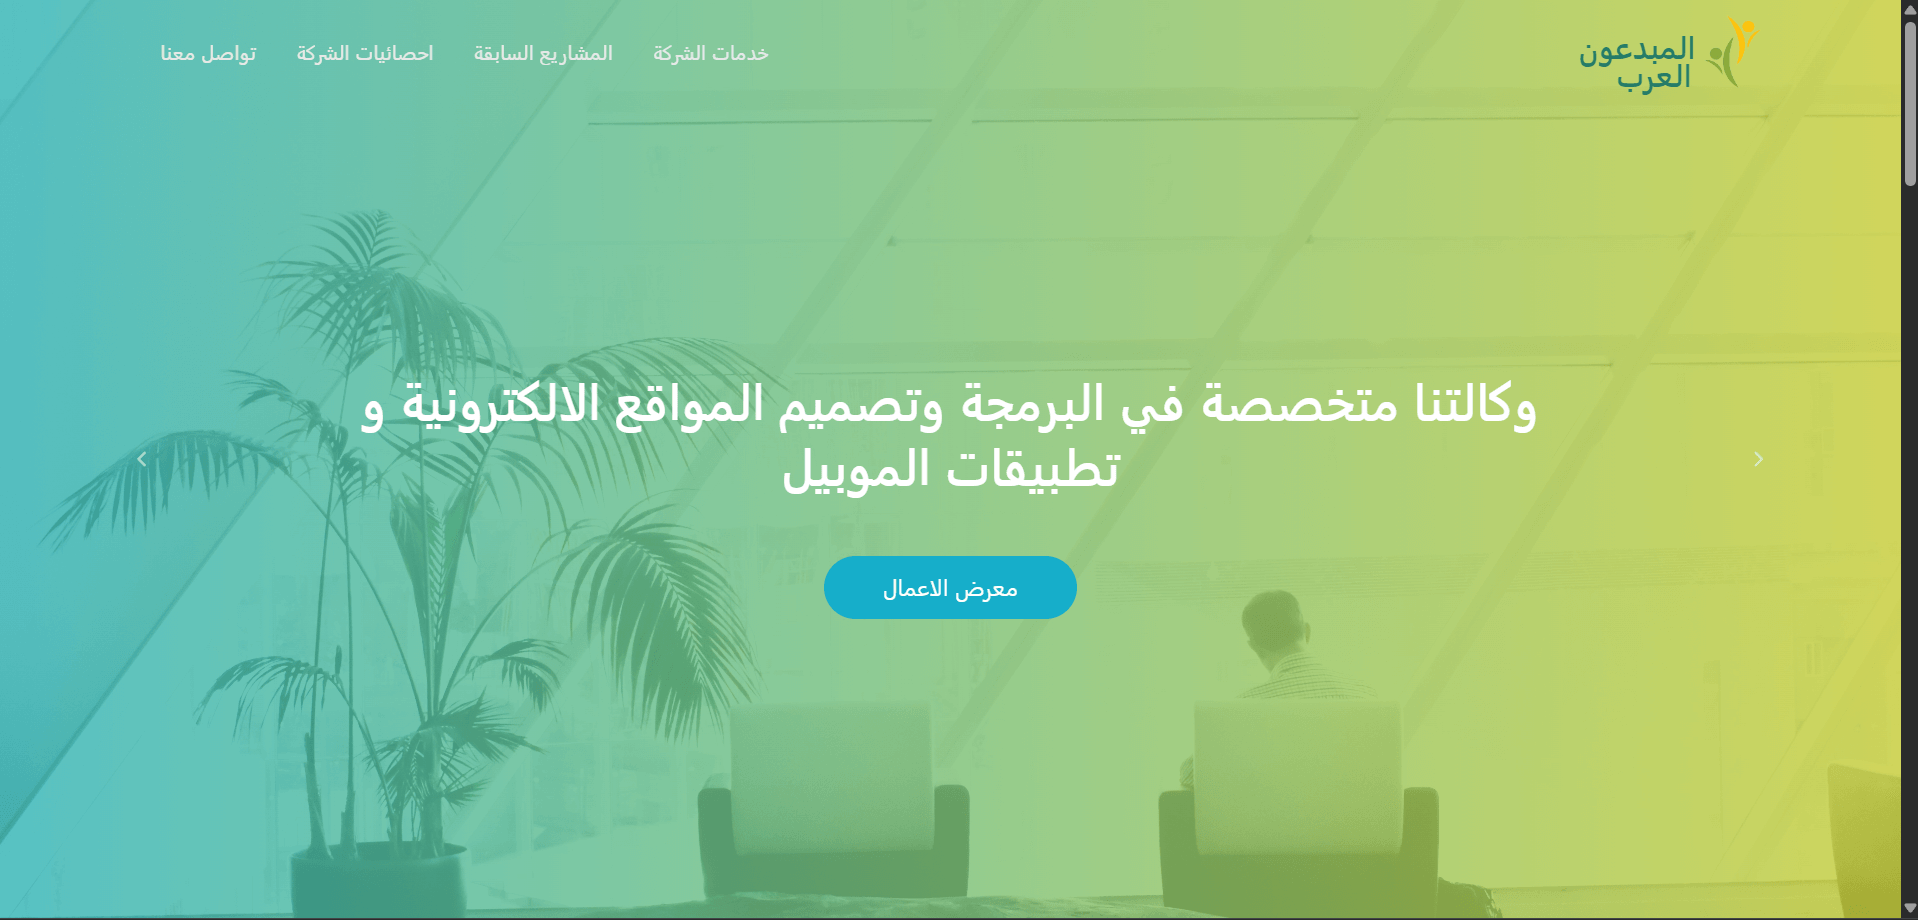 المبدعون
العرب
خدمات الشركة
المشاريع السابقة
احصائيات الشركة
تواصل معنا
وكالتنا متخصصة في البرمجة وتصميم المواقع الالكترونية و
تطبيقات الموبيل
معرض الاعمال